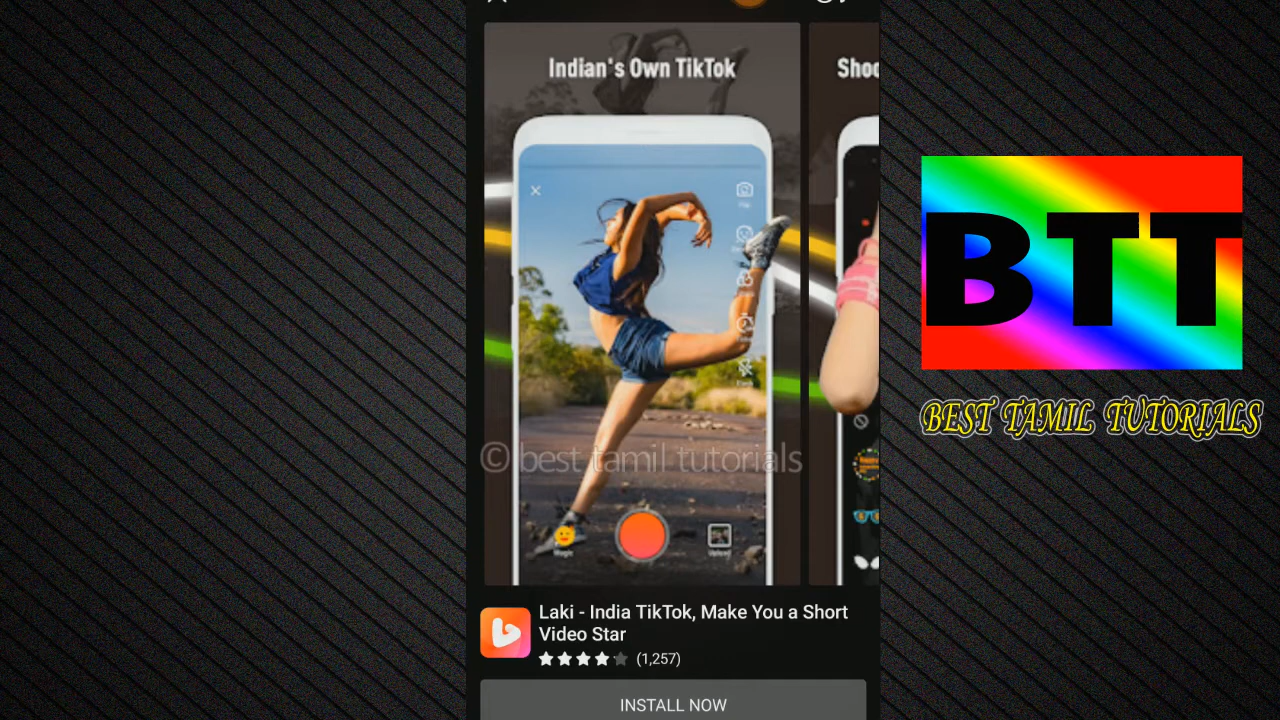 Indian's Own TikTok
Shoo
BTT
BEST TAMIL TUTORIALS
© best tamil tutorials
Laki - India TikTok, Make You a Short
Video Star
(1,257)
INSTALL NOW